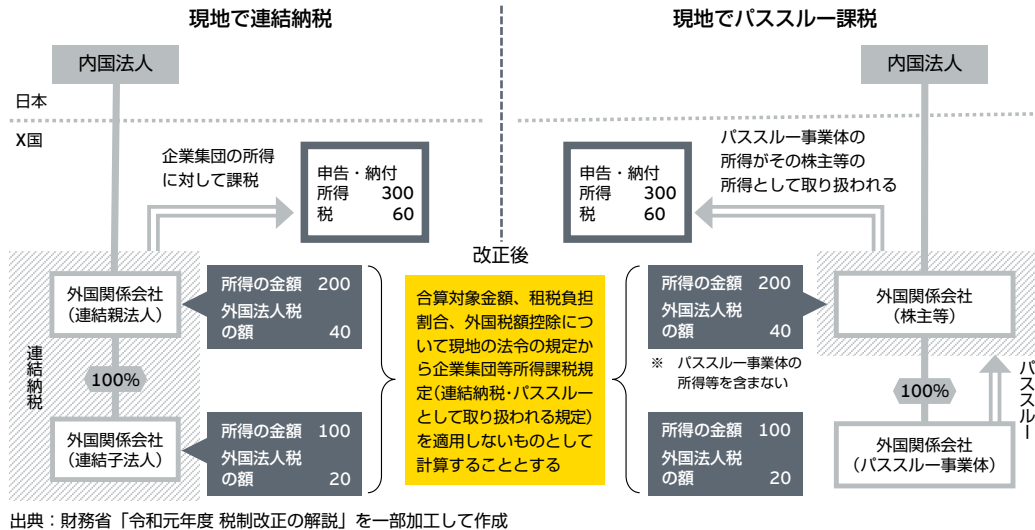 現地で連結納税
内国法人
日本
X国
企業集団の所得
に対して課税
申告・納付
所得 300
税 60
外国関係会社
（連結親法人）
所得の金額 200
外国法人税
の額 40
連結納税
100%
外国関係会社
（連結子法人）
所得の金額 100
外国法人税
の額 20
改正後
合算対象金額、租税負担
割合、外国税額控除につ
いて現地の法令の規定か
ら企業集団等所得課税規
定（連結納税・パススルー
として取り扱われる規定）
を適用しないものとして
計算することとする
現地でパススルー課税
内国法人
申告・納付
所得 300
税 60
パススルー事業体の
所得がその株主等の
所得として取り扱われる
所得の金額 200
外国法人税
の額 40
※ パススルー事業体の
所得等を含まない
外国関係会社
（株主等）
100%
パススルー
所得の金額 100
外国法人税
の額 20
外国関係会社
（パススルー事業体）
出典：財務省「令和元年度 税制改正の解説」を一部加工して作成